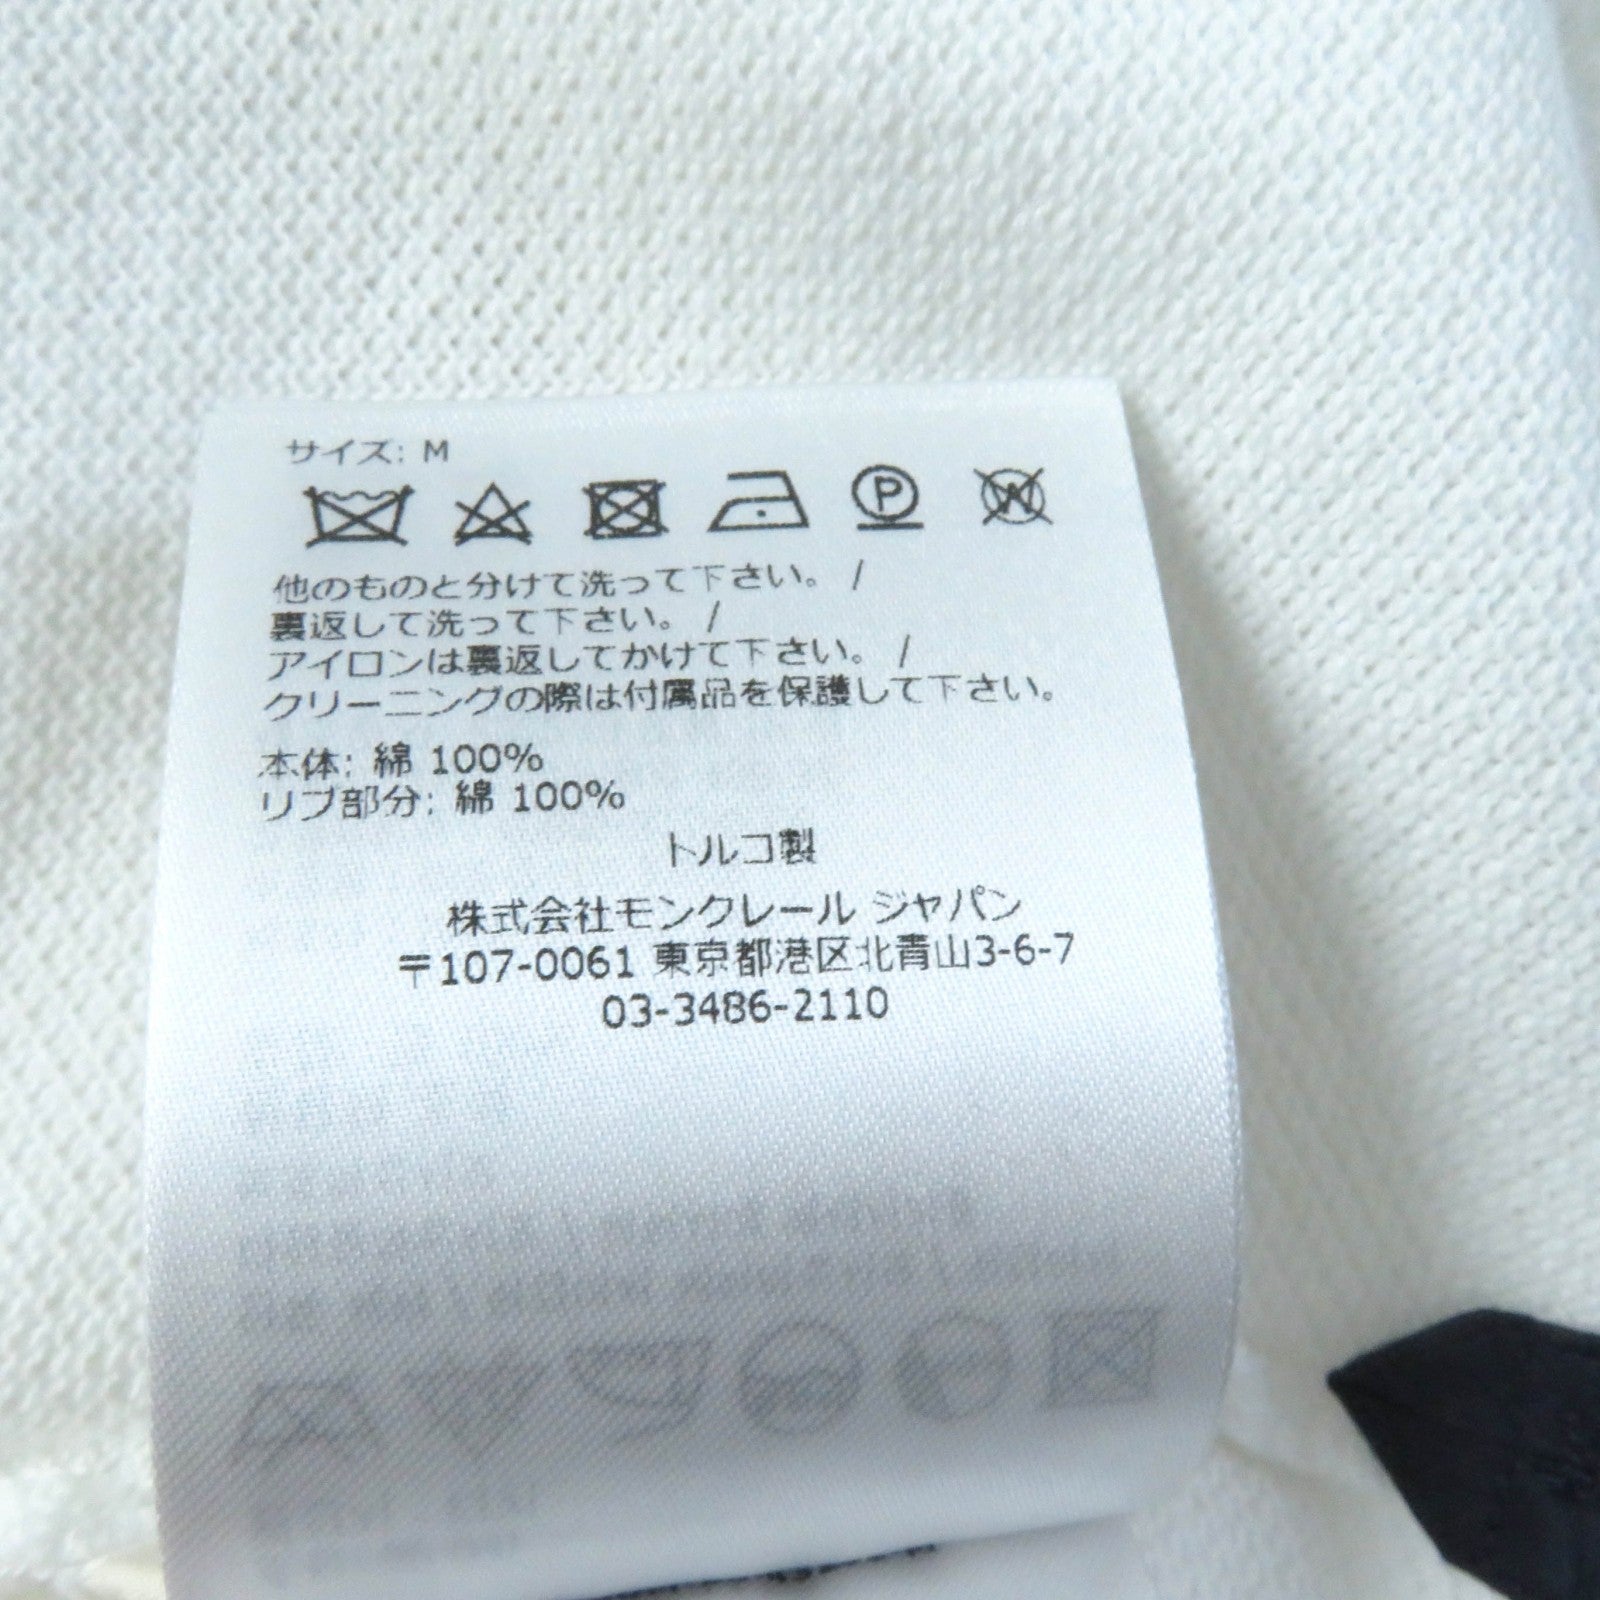 サイズ: M
他のものと分けて洗って下さい。 /
裏返して洗って下さい。 /
アイロンは裏返してかけて下さい。 /
クリーニングの際は付属品を保護して下さい。
本体: 綿 100%
リブ部分: 綿 100%
トルコ製
株式会社モンクレール ジャパン
〒107-0061 東京都港区北青山3-6-7
03-3486-2110